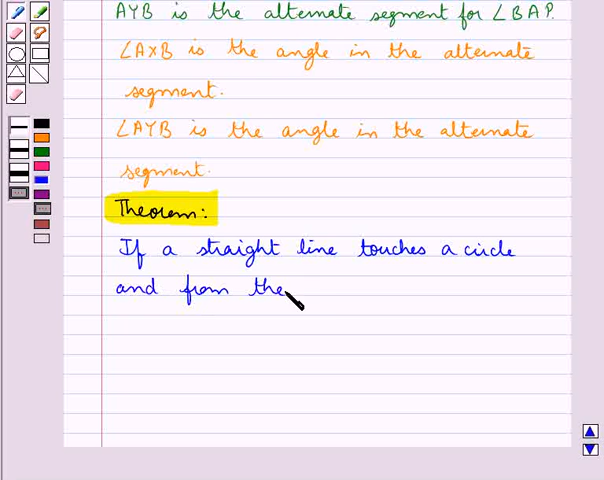 AYB is the alternate segment for ∠BAP.
∠AXB is the angle in the alternate
segment.
∠AYB is the angle in the alternate
segment.
Theorem:
If a straight line touches a circle
and from the